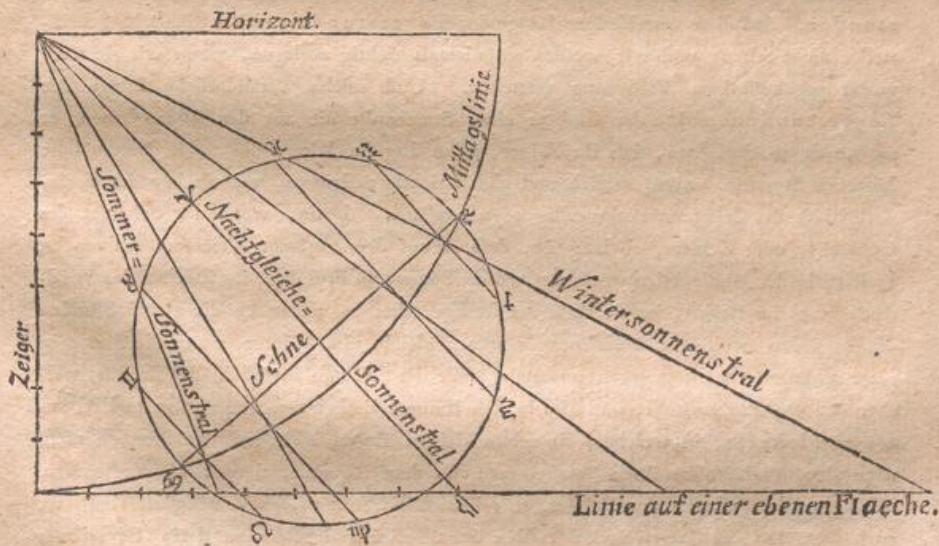 Horizont.
Mittagslinie
Sommer=
Sonnenstral
Nachtgleiche=
Sonnenstral
Sehne
Wintersonnenstral
Zeiger
Linie auf einer ebenen Flaeche.